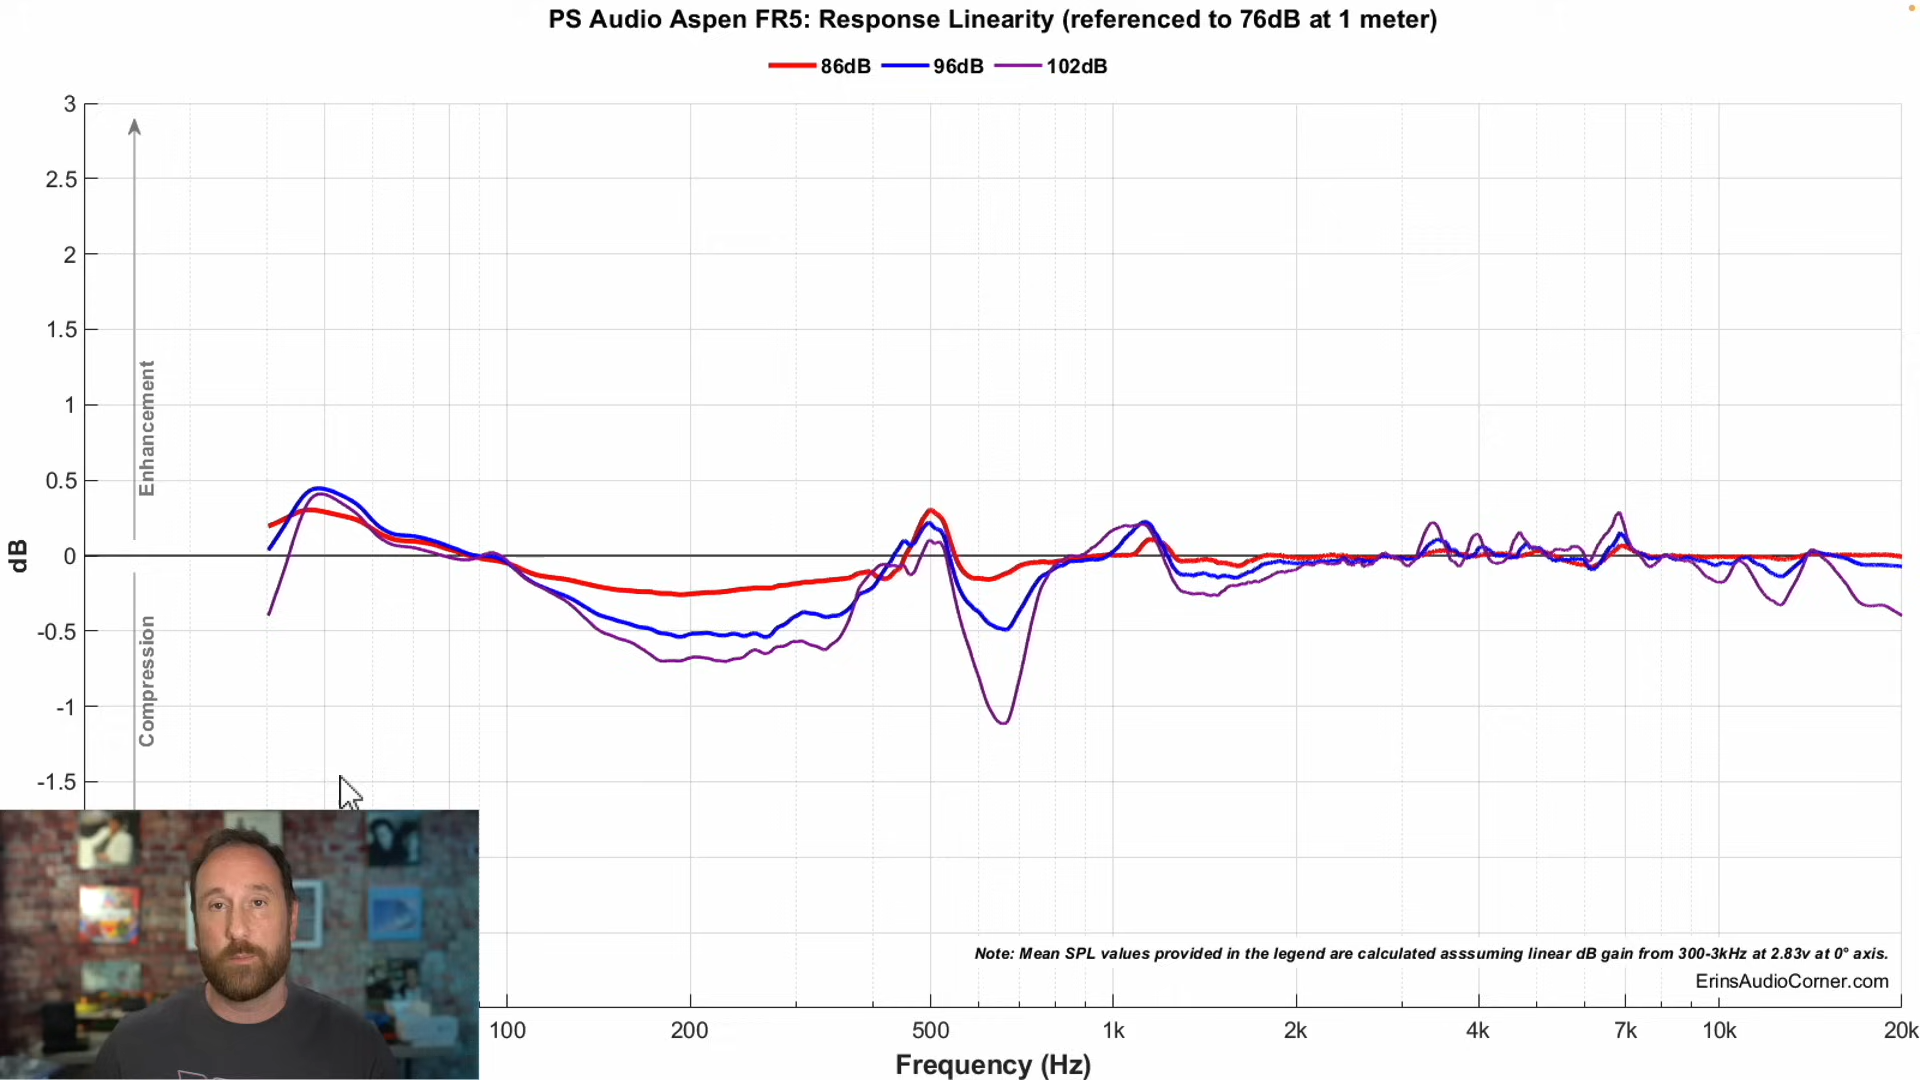 PS Audio Aspen FR5: Response Linearity (referenced to 76dB at 1 meter)
86dB 96dB 102dB
3
2.5
2
1.5
1
0.5
0
-0.5
-1
-1.5
dB
Enhancement
Compression
Note: Mean SPL values provided in the legend are calculated asssuming linear dB gain from 300-3kHz at 2.83v at 0° axis.
ErinsAudioCorner.com
100 200 500 1k 2k 4k 7k 10k 20k
Frequency (Hz)